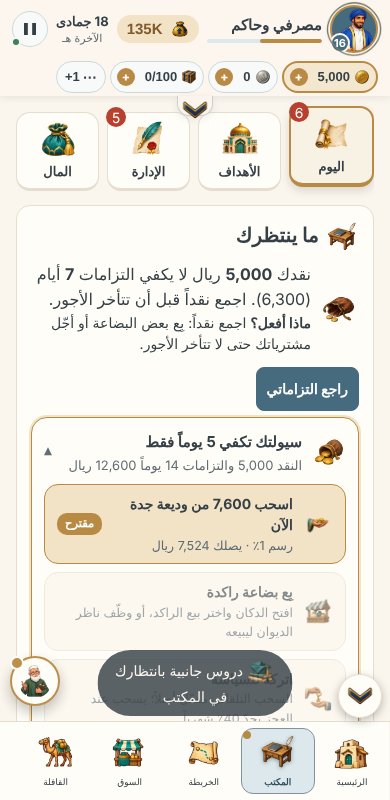 مصرفي وحاكم
16
135K
18 جمادى
الآخرة هـ
5,000
0
0/100
+1 ⋯
اليوم
6
الأهداف
الإدارة
5
المال
ما ينتظرك
نقدك 5,000 ريال لا يكفي التزامات 7 أيام
(6,300). اجمع نقداً قبل أن تتأخر الأجور.
ماذا أفعل؟ اجمع نقداً: بِع بعض البضاعة أو أجّل
مشترياتك حتى لا تتأخر الأجور.
راجع التزاماتي
سيولتك تكفي 5 يوماً فقط
النقد 5,000 والتزامات 14 يوماً 12,600 ريال
اسحب 7,600 من وديعة جدة
الآن
مقترح
رسم 1٪ · يصلك 7,524 ريال
بِع بضاعة راكدة
افتح الدكان واختر بيع الراكد، أو وظّف ناظر
الديوان ليبيعه
دروس جانبية بانتظارك
في المكتب
الرئيسية
المكتب
الخريطة
السوق
القافلة